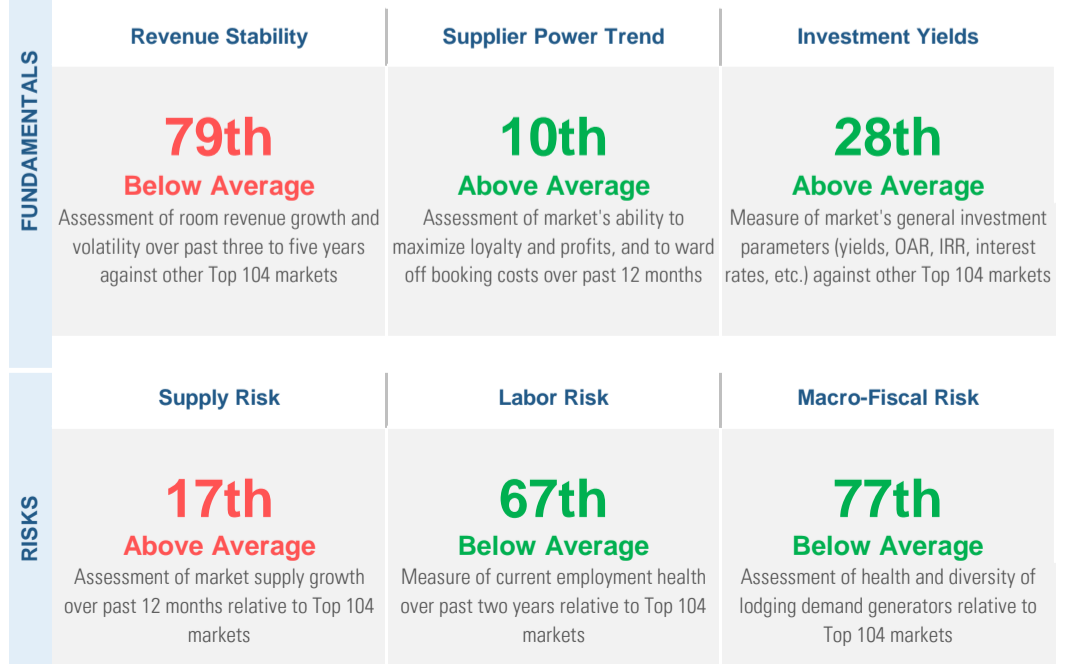 FUNDAMENTALS
Revenue Stability
79th
Below Average
Assessment of room revenue growth and
volatility over past three to five years
against other Top 104 markets
Supplier Power Trend
10th
Above Average
Assessment of market's ability to
maximize loyalty and profits, and to ward
off booking costs over past 12 months
Investment Yields
28th
Above Average
Measure of market's general investment
parameters (yields, OAR, IRR, interest
rates, etc.) against other Top 104 markets
RISKS
Supply Risk
17th
Above Average
Assessment of market supply growth
over past 12 months relative to Top 104
markets
Labor Risk
67th
Below Average
Measure of current employment health
over past two years relative to Top 104
markets
Macro-Fiscal Risk
77th
Below Average
Assessment of health and diversity of
lodging demand generators relative to
Top 104 markets